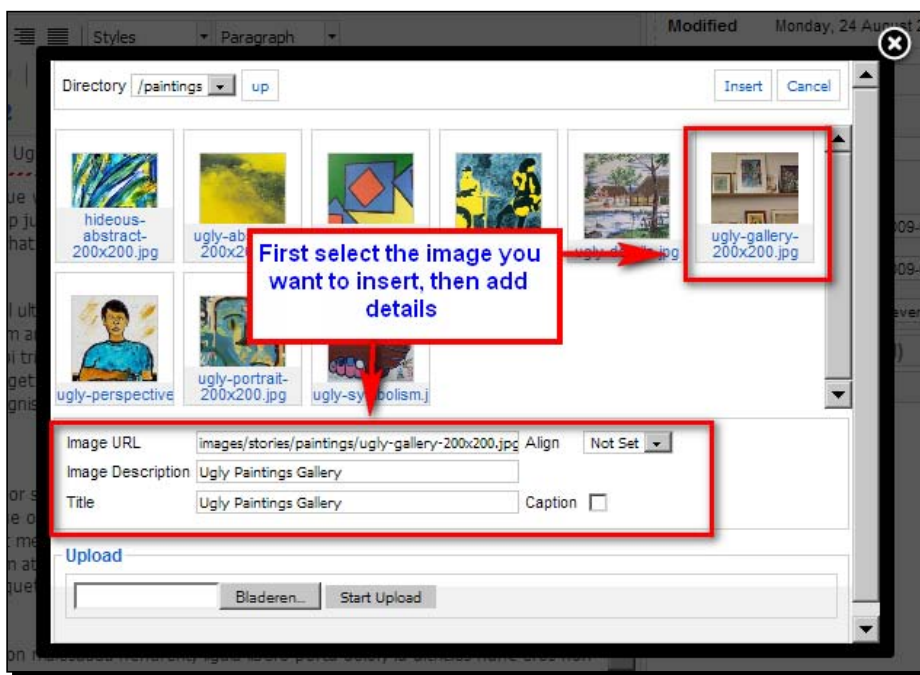 Styles Paragraph
Modified Monday, 24 August 2
Directory /paintings up Insert Cancel
hideous-
abstract-
200x200.jpg
ugly-gallery-
200x200.jpg
First select the image you
want to insert, then add
details
ugly-perspective
ugly-portrait-
200x200.jpg
Image URL images/stories/paintings/ugly-gallery-200x200.jpg Align Not Set
Image Description Ugly Paintings Gallery
Title Ugly Paintings Gallery Caption
Upload
Bladeren... Start Upload